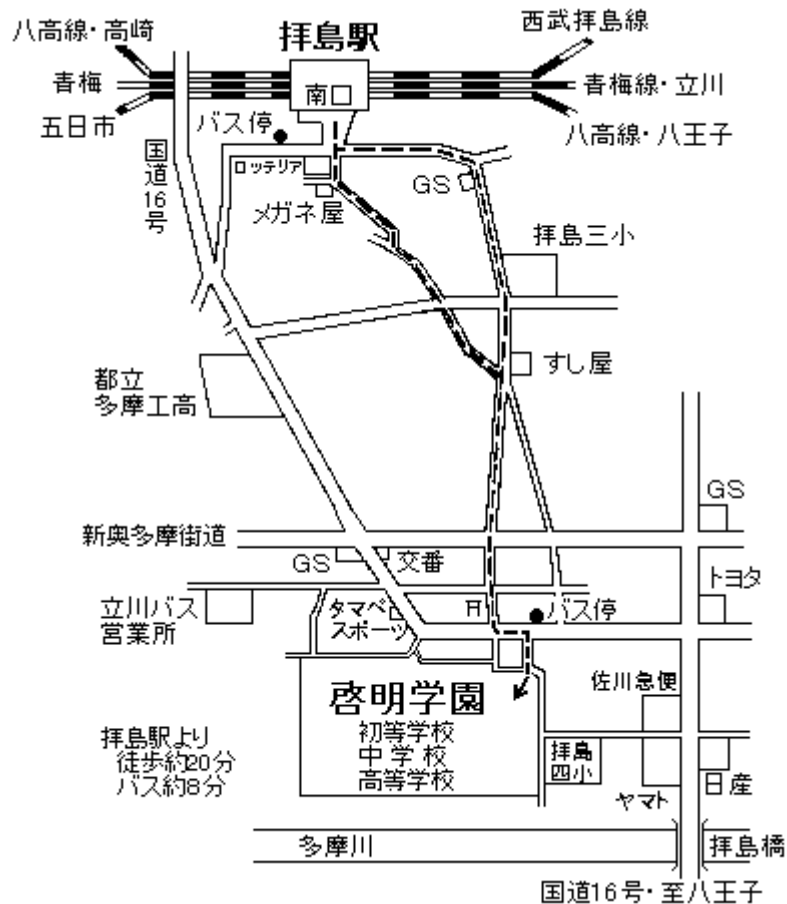 八高線・高崎
拝島駅
西武拝島線
青梅
南
青梅線・立川
五日市
バス停
八高線・八王子
国道16号
ロッテリア
GS
メガネ屋
拝島三小
すし屋
都立
多摩工高
GS
新奥多摩街道
GS
交番
トヨタ
立川バス
営業所
タマベ
スポーツ
バス停
啓明学園
初等学校
中学校
高等学校
佐川急便
拝島駅より
徒歩約20分
バス約8分
拝島
四小
ヤマト
日産
多摩川
拝島橋
国道16号・至八王子